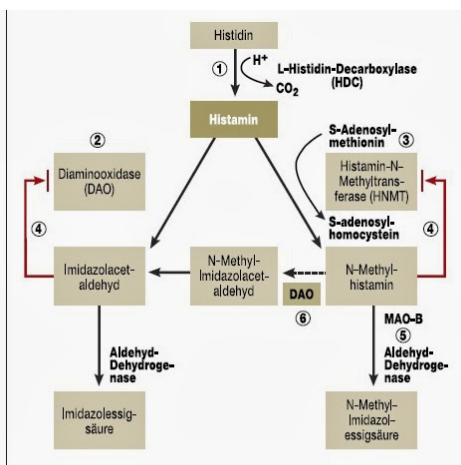 Histidin
①
H+
L-Histidin-Decarboxylase
(HDC)
CO2
Histamin
②
Diaminooxidase
(DAO)
S-Adenosyl-
methionin
③
Histamin-N-
Methyltrans-
ferase (HNMT)
④
S-adenosyl-
homocystein
④
Imidazolacet-
aldehyd
N-Methyl-
Imidazolacet-
aldehyd
DAO
⑥
N-Methyl-
histamin
Aldehyd-
Dehydroge-
nase
MAO-B
⑤
Aldehyd-
Dehydroge-
nase
Imidazolessig-
säure
N-Methyl-
Imidazol-
essigsäure